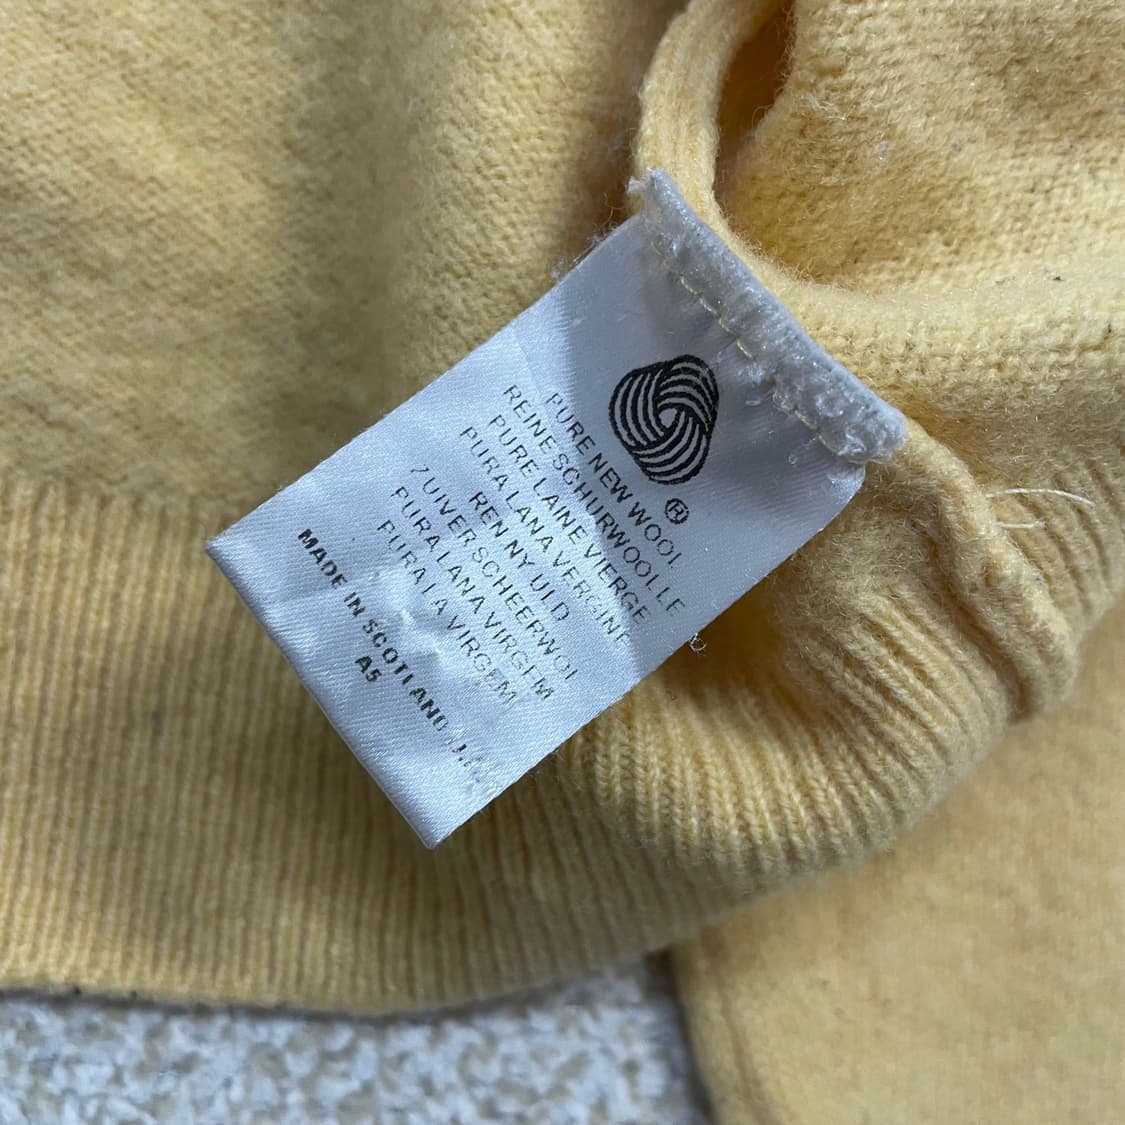 ®
PURE NEW WOOL
REINE SCHURWOOLLE
PURE LAINE VIERGE
PURA LANA VERGINE
REN NY ULD
ZUIVER SCHEERWOL
PURA LANA VIRGEM
PURA LA VIRGEM
MADE IN SCOTLAND
A5